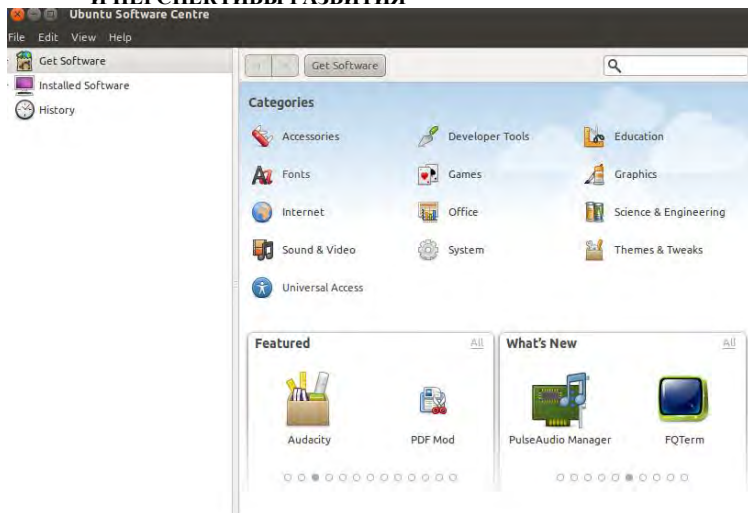 И ПЕРСПЕКТИВЫ РАЗВИТИЯ
Ubuntu Software Centre
File Edit View Help
Get Software
Installed Software
History
Get Software
Categories
Accessories
Developer Tools
Education
Fonts
Games
Graphics
Internet
Office
Science & Engineering
Sound & Video
System
Themes & Tweaks
Universal Access
Featured
All
Audacity
PDF Mod
What's New
All
PulseAudio Manager
FQTerm